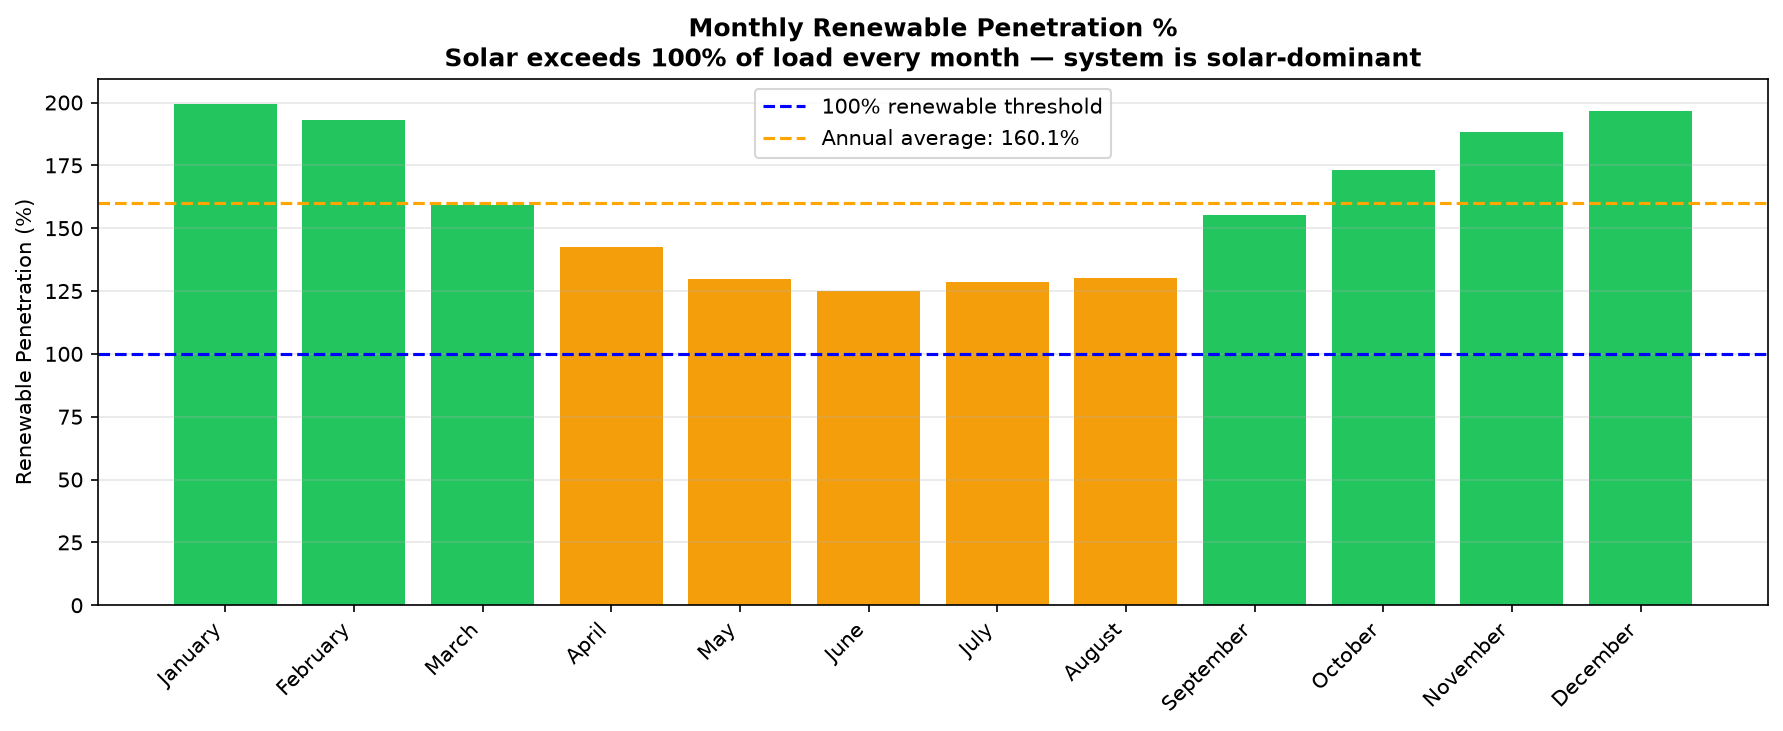 Monthly Renewable Penetration %
Solar exceeds 100% of load every month — system is solar-dominant
100% renewable threshold
Annual average: 160.1%
Renewable Penetration (%)
200
175
150
125
100
75
50
25
0
January
February
March
April
May
June
July
August
September
October
November
December